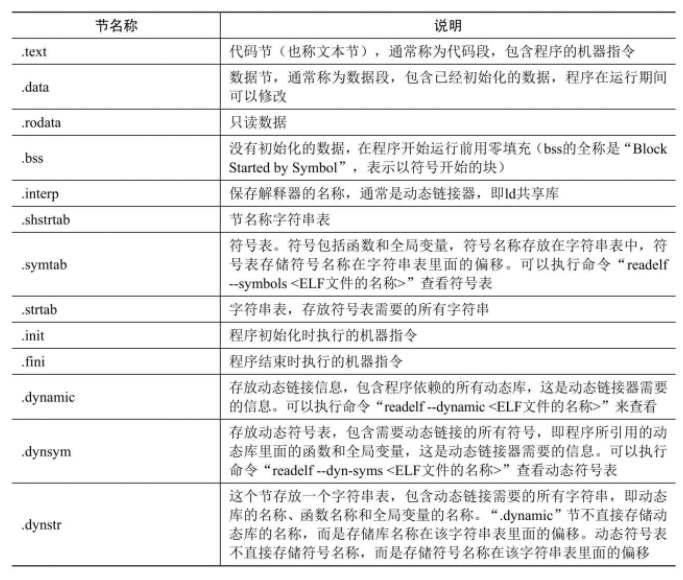 节名称 说明
.text 代码节（也称文本节），通常称为代码段，包含程序的机器指令
.data 数据节，通常称为数据段，包含已经初始化的数据，程序在运行期间
可以修改
.rodata 只读数据
.bss 没有初始化的数据，在程序开始运行前用零填充（bss的全称是“Block
Started by Symbol”，表示以符号开始的块）
.interp 保存解释器的名称，通常是动态链接器，即ld共享库
.shstrtab 节名称字符串表
.symtab 符号表。符号包括函数和全局变量，符号名称存放在字符串表中，符
号表存储符号名称在字符串表里面的偏移。可以执行命令“readelf
--symbols <ELF文件的名称>”查看符号表
.strtab 字符串表，存放符号表需要的所有字符串
.init 程序初始化时执行的机器指令
.fini 程序结束时执行的机器指令
.dynamic 存放动态链接信息，包含程序依赖的所有动态库，这是动态链接器需要
的信息。可以执行命令“readelf --dynamic <ELF文件的名称>”来查看
.dynsym 存放动态符号表，包含需要动态链接的所有符号，即程序所引用的动
态库里面的函数和全局变量，这是动态链接器需要的信息。可以执行
命令“readelf --dyn-syms <ELF文件的名称>”查看动态符号表
.dynstr 这个节存放一个字符串表，包含动态链接需要的所有字符串，即动态
库的名称、函数名称和全局变量的名称。“.dynamic”节不直接存储动
态库的名称，而是存储库名称在该字符串表里面的偏移。动态符号表
不直接存储符号名称，而是存储符号名称在该字符串表里面的偏移